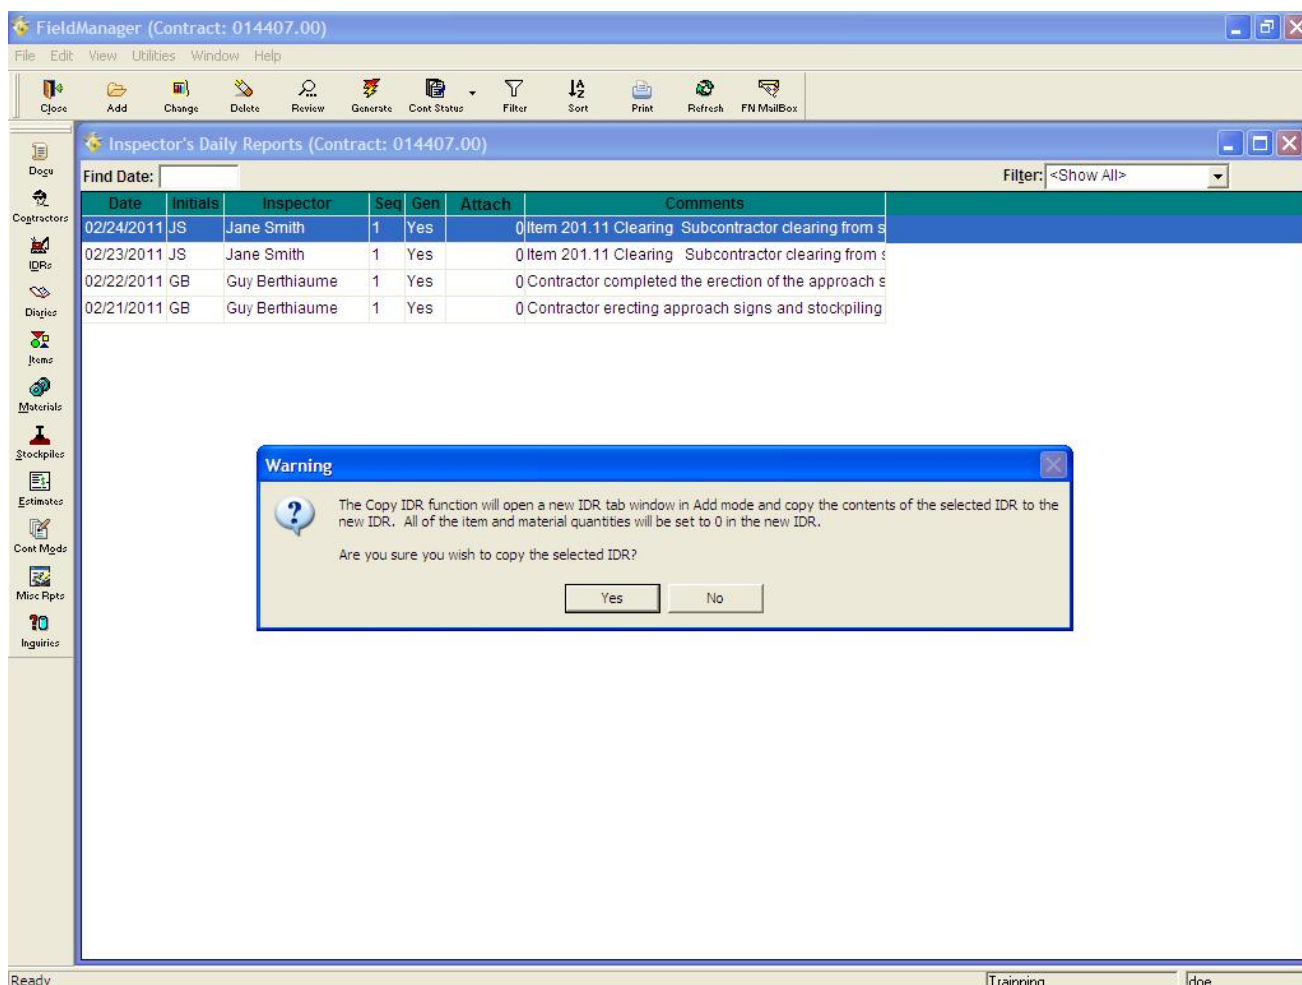 FieldManager (Contract: 014407.00)
File Edit View Utilities Window Help
Close Add Change Delete Review Generate Cont Status Filter Sort Print Refresh FN MailBox
Inspector's Daily Reports (Contract: 014407.00)
Find Date: Filter: <Show All>
Date Initials Inspector Seq Gen Attach Comments
02/24/2011 JS Jane Smith 1 Yes 0 Item 201.11 Clearing Subcontractor clearing from s
02/23/2011 JS Jane Smith 1 Yes 0 Item 201.11 Clearing Subcontractor clearing from s
02/22/2011 GB Guy Berthiaume 1 Yes 0 Contractor completed the erection of the approach s
02/21/2011 GB Guy Berthiaume 1 Yes 0 Contractor erecting approach signs and stockpiling
Docu
Contractors
IDRs
Diaries
Items
Materials
Stockpiles
Estimates
Cont Mods
Misc Rpts
Inquiries
Warning
The Copy IDR function will open a new IDR tab window in Add mode and copy the contents of the selected IDR to the
new IDR. All of the item and material quantities will be set to 0 in the new IDR.
Are you sure you wish to copy the selected IDR?
Yes No
Ready Trainning doe